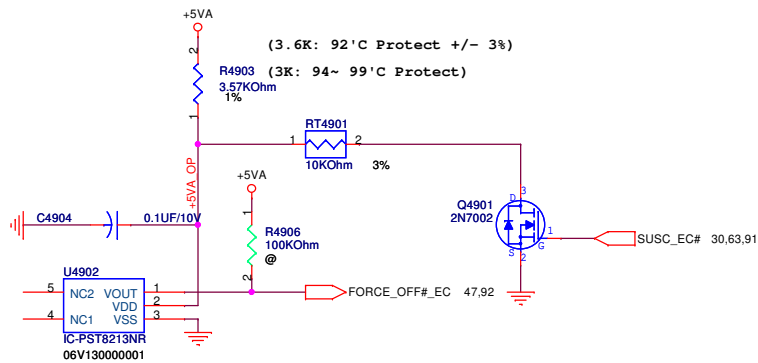 +5VA
(3.6K: 92'C Protect +/- 3%)
2
R4903
3.57KOhm
1%
(3K: 94~ 99'C Protect)
1
RT4901
1
2
10KOhm
3%
+5VA_OP
+5VA
Q4901
2N7002
3
D
1
G
S
2
SUSC_EC# 30,63,91
C4904
0.1UF/10V
1
R4906
100KOhm
@
2
U4902
5
NC2
VOUT
1
VDD
2
4
NC1
VSS
3
IC-PST8213NR
06V130000001
FORCE_OFF#_EC 47,92